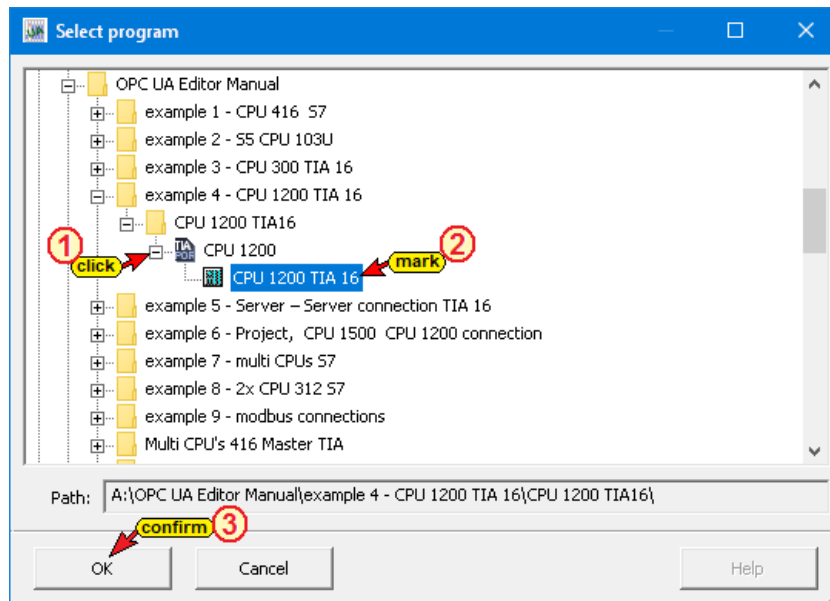 Select program
OPC UA Editor Manual
example 1 - CPU 416 S7
example 2 - S5 CPU 103U
example 3 - CPU 300 TIA 16
example 4 - CPU 1200 TIA 16
CPU 1200 TIA16
1 click TIA POR CPU 1200
CPU 1200 TIA 16 mark 2
example 5 - Server – Server connection TIA 16
example 6 - Project, CPU 1500 CPU 1200 connection
example 7 - multi CPUs S7
example 8 - 2x CPU 312 S7
example 9 - modbus connections
Multi CPU's 416 Master TIA
Path: A:\OPC UA Editor Manual\example 4 - CPU 1200 TIA 16\CPU 1200 TIA16\
confirm 3
OK Cancel Help